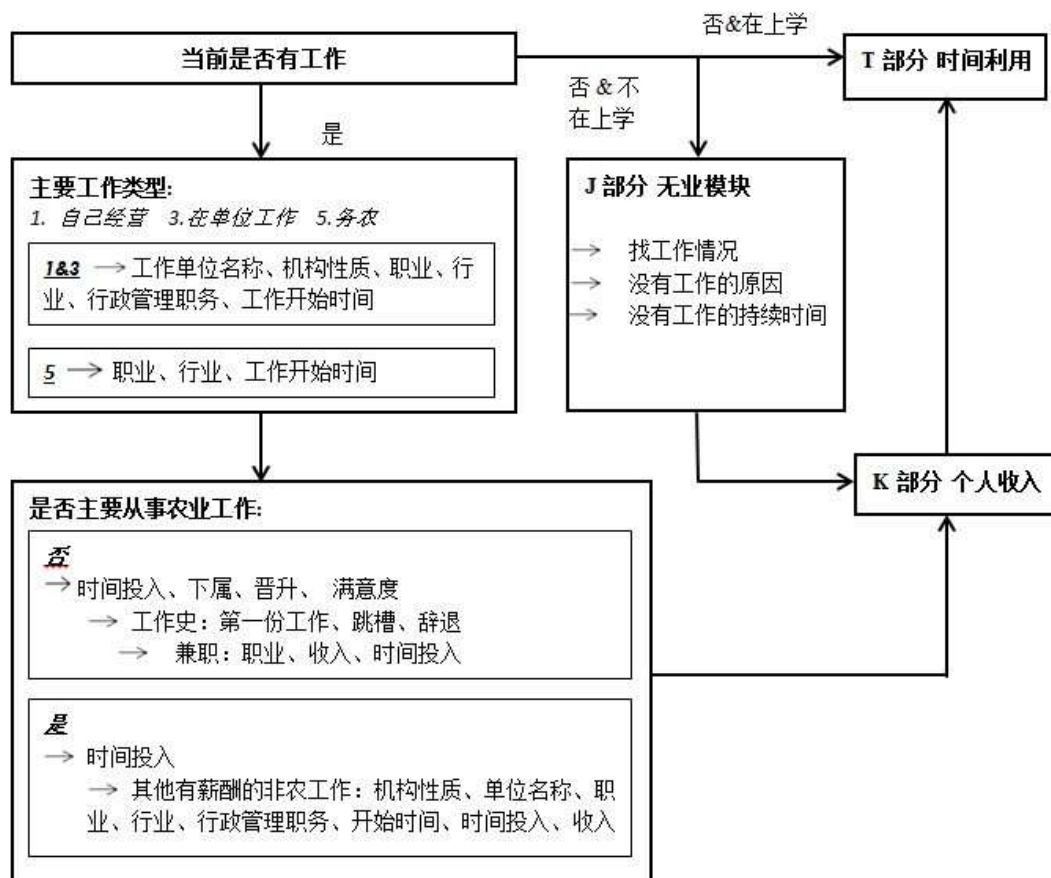 当前是否有工作
否&在上学
T 部分 时间利用
否 & 不
在上学
是
主要工作类型:
1. 自己经营 3.在单位工作 5.务农
1&3 → 工作单位名称、机构性质、职业、行
业、行政管理职务、工作开始时间
5 → 职业、行业、工作开始时间
J 部分 无业模块
→ 找工作情况
→ 没有工作的原因
→ 没有工作的持续时间
K 部分 个人收入
是否主要从事农业工作:
否
→ 时间投入、下属、晋升、 满意度
→ 工作史：第一份工作、跳槽、辞退
→ 兼职：职业、收入、时间投入
是
→ 时间投入
→ 其他有薪酬的非农工作：机构性质、单位名称、职
业、行业、行政管理职务、开始时间、时间投入、收入